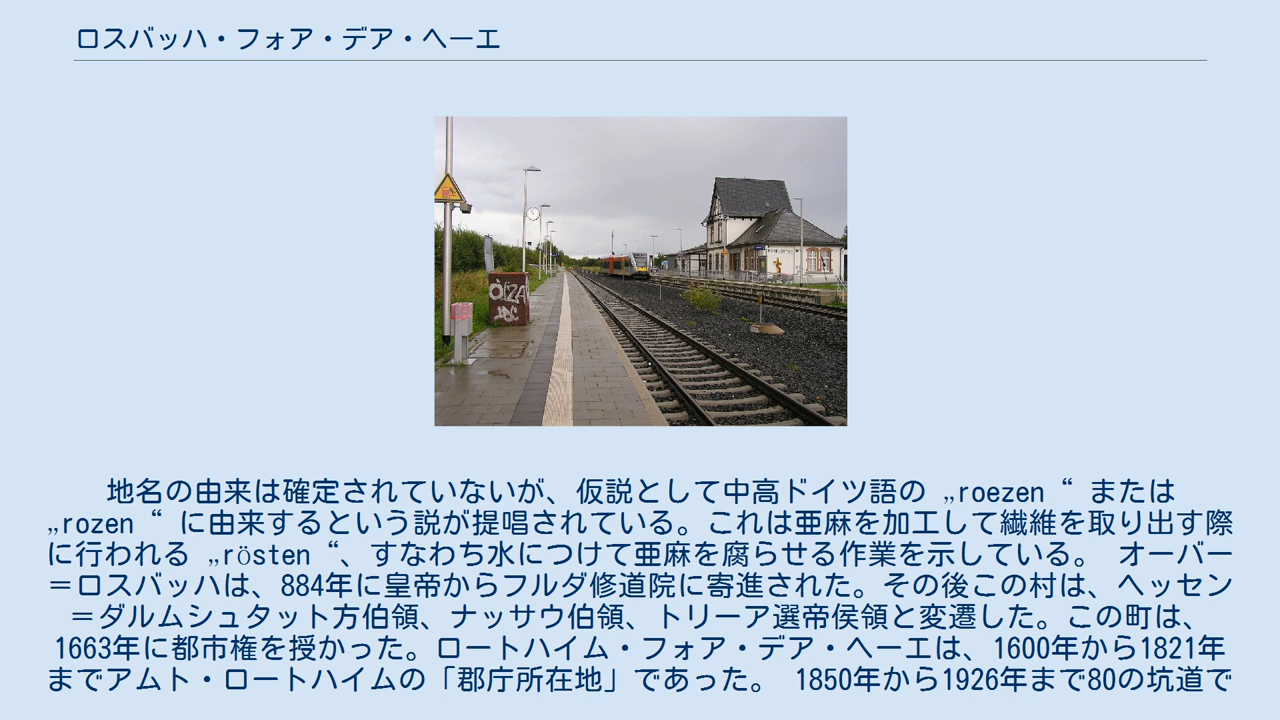 ロスバッハ・フォア・デア・ヘーエ
ÖIZA
地名の由来は確定されていないが、仮説として中高ドイツ語の „roezen “ または
„rozen “ に由来するという説が提唱されている。これは亜麻を加工して繊維を取り出す際
に行われる „rösten “、すなわち水につけて亜麻を腐らせる作業を示している。 オーバー
＝ロスバッハは、884年に皇帝からフルダ修道院に寄進された。その後この村は、ヘッセン
＝ダルムシュタット方伯領、ナッサウ伯領、トリーア選帝侯領と変遷した。この町は、
1663年に都市権を授かった。ロートハイム・フォア・デア・ヘーエは、1600年から1821年
までアムト・ロートハイムの「郡庁所在地」であった。 1850年から1926年まで80の坑道で